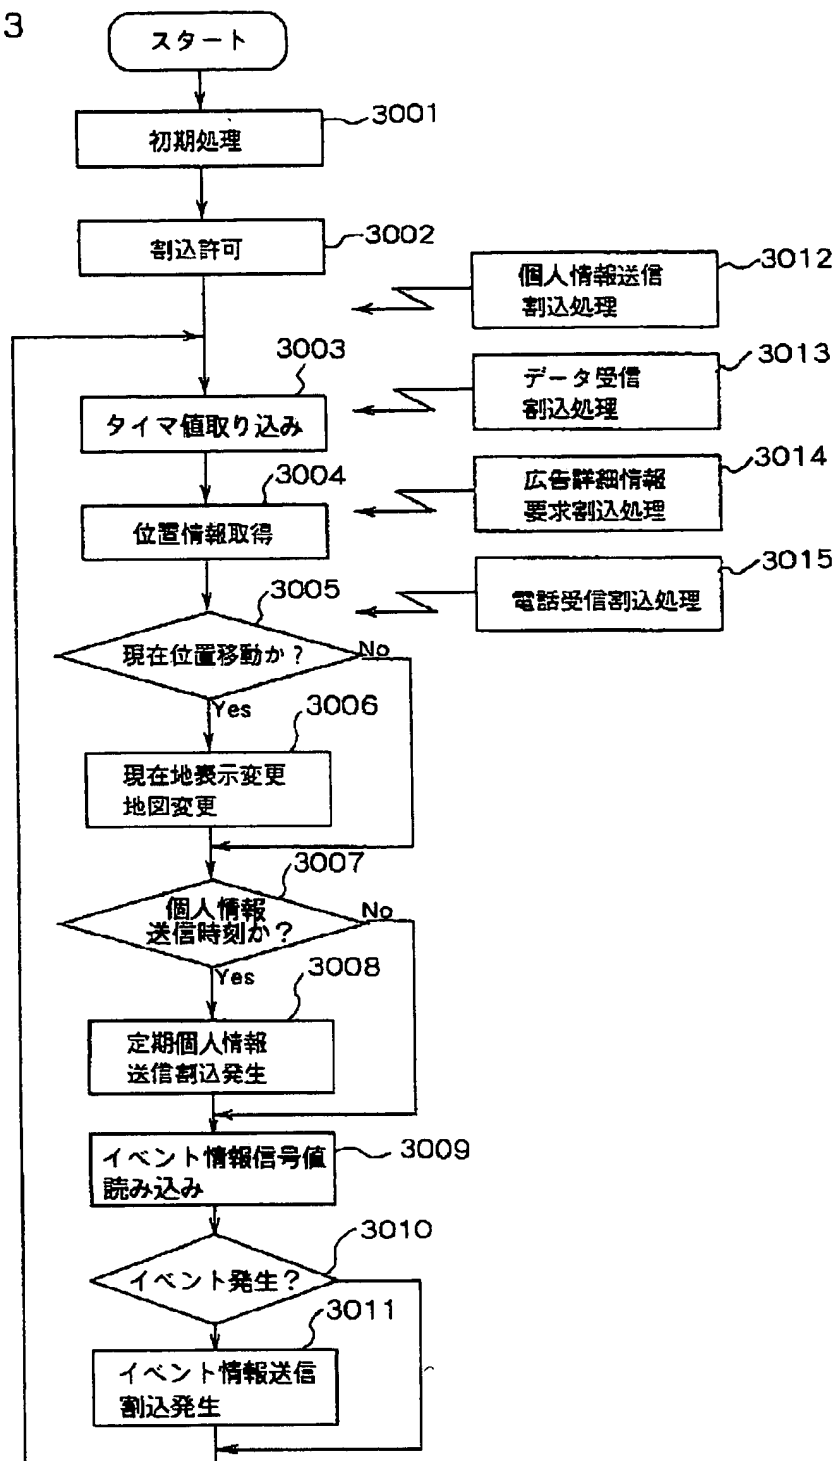 3
スタート
3001
初期処理
3002
割込許可
3012
個人情報送信
割込処理
3003
タイマ値取り込み
3013
データ受信
割込処理
3004
位置情報取得
3014
広告詳細情報
要求割込処理
3005
現在位置移動か?
No
Yes
3015
電話受信割込処理
3006
現在地表示変更
地図変更
3007
個人情報
送信時刻か?
No
Yes
3008
定期個人情報
送信割込発生
3009
イベント情報信号値
読み込み
3010
イベント発生?
3011
イベント情報送信
割込発生